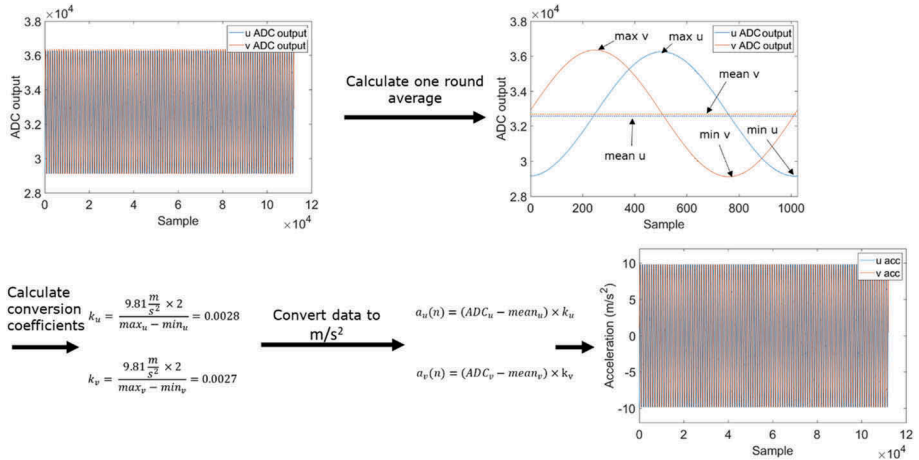 ×10⁴
3.8
3.6
3.4
3.2
3
2.8
ADC output
u ADC output
v ADC output
0 2 4 6 8 10 12
Sample
×10⁴
Calculate one round
average
×10⁴
3.8
3.6
3.4
3.2
3
2.8
ADC output
u ADC output
v ADC output
max v
max u
mean v
mean u
min v
min u
0 200 400 600 800 1000
Sample
Calculate
conversion
coefficients
k_u = (9.81 m/s² × 2)/(max_u − min_u) = 0.0028
k_v = (9.81 m/s² × 2)/(max_v − min_v) = 0.0027
Convert data to
m/s²
a_u(n) = (ADC_u − mean_u) × k_u
a_v(n) = (ADC_v − mean_v) × k_v
10
5
0
-5
-10
Acceleration (m/s²)
u acc
v acc
0 2 4 6 8 10 12
Sample
×10⁴